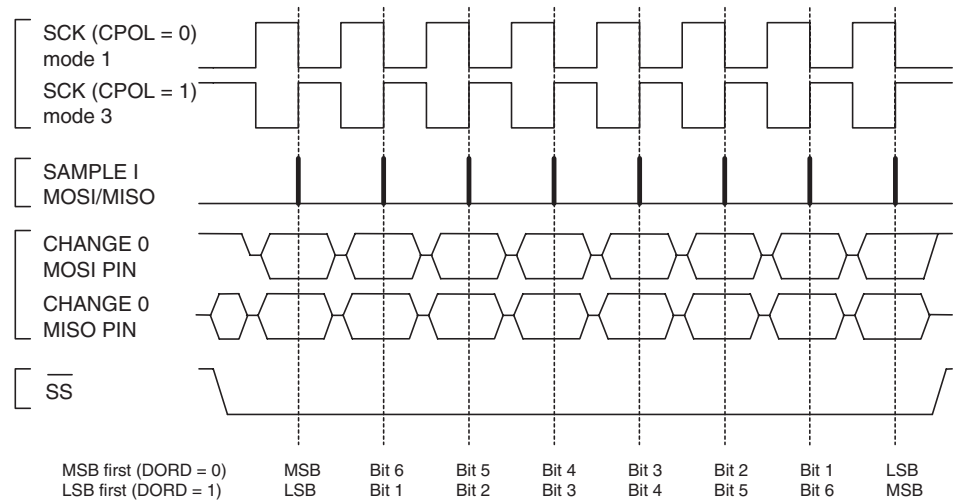 SCK (CPOL = 0)
mode 1
SCK (CPOL = 1)
mode 3
SAMPLE I
MOSI/MISO
CHANGE 0
MOSI PIN
CHANGE 0
MISO PIN
SS
MSB first (DORD = 0) MSB Bit 6 Bit 5 Bit 4 Bit 3 Bit 2 Bit 1 LSB
LSB first (DORD = 1) LSB Bit 1 Bit 2 Bit 3 Bit 4 Bit 5 Bit 6 MSB